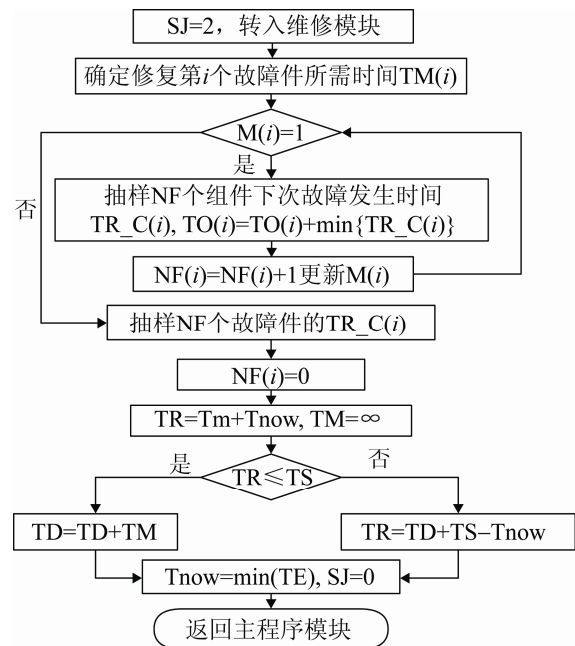 SJ=2，转入维修模块
确定修复第i个故障件所需时间TM(i)
M(i)=1
是
否
抽样NF个组件下次故障发生时间
TR_C(i), TO(i)=TO(i)+min{TR_C(i)}
NF(i)=NF(i)+1更新M(i)
抽样NF个故障件的TR_C(i)
NF(i)=0
TR=Tm+Tnow, TM=∞
TR≤TS
是
否
TD=TD+TM
TR=TD+TS−Tnow
Tnow=min(TE), SJ=0
返回主程序模块